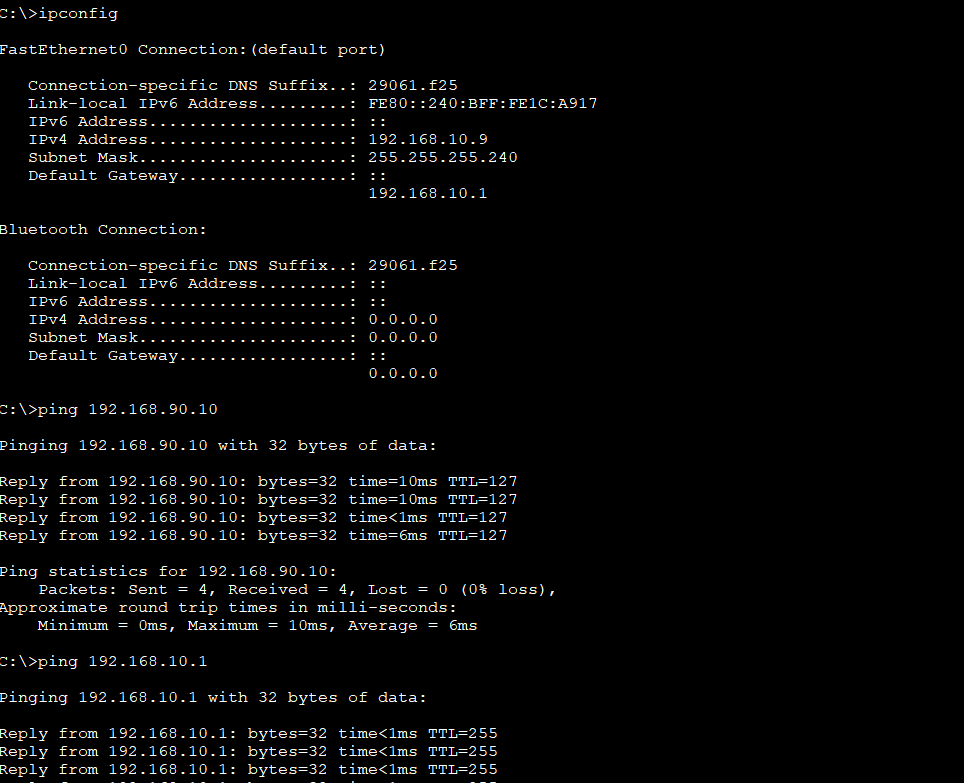 C:\>ipconfig
FastEthernet0 Connection:(default port)
Connection-specific DNS Suffix..: 29061.f25
Link-local IPv6 Address.........: FE80::240:BFF:FE1C:A917
IPv6 Address....................: ::
IPv4 Address....................: 192.168.10.9
Subnet Mask.....................: 255.255.255.240
Default Gateway.................: ::
192.168.10.1
Bluetooth Connection:
Connection-specific DNS Suffix..: 29061.f25
Link-local IPv6 Address.........: ::
IPv6 Address....................: ::
IPv4 Address....................: 0.0.0.0
Subnet Mask.....................: 0.0.0.0
Default Gateway.................: ::
0.0.0.0
C:\>ping 192.168.90.10
Pinging 192.168.90.10 with 32 bytes of data:
Reply from 192.168.90.10: bytes=32 time=10ms TTL=127
Reply from 192.168.90.10: bytes=32 time=10ms TTL=127
Reply from 192.168.90.10: bytes=32 time<1ms TTL=127
Reply from 192.168.90.10: bytes=32 time=6ms TTL=127
Ping statistics for 192.168.90.10:
Packets: Sent = 4, Received = 4, Lost = 0 (0% loss),
Approximate round trip times in milli-seconds:
Minimum = 0ms, Maximum = 10ms, Average = 6ms
C:\>ping 192.168.10.1
Pinging 192.168.10.1 with 32 bytes of data:
Reply from 192.168.10.1: bytes=32 time<1ms TTL=255
Reply from 192.168.10.1: bytes=32 time<1ms TTL=255
Reply from 192.168.10.1: bytes=32 time<1ms TTL=255